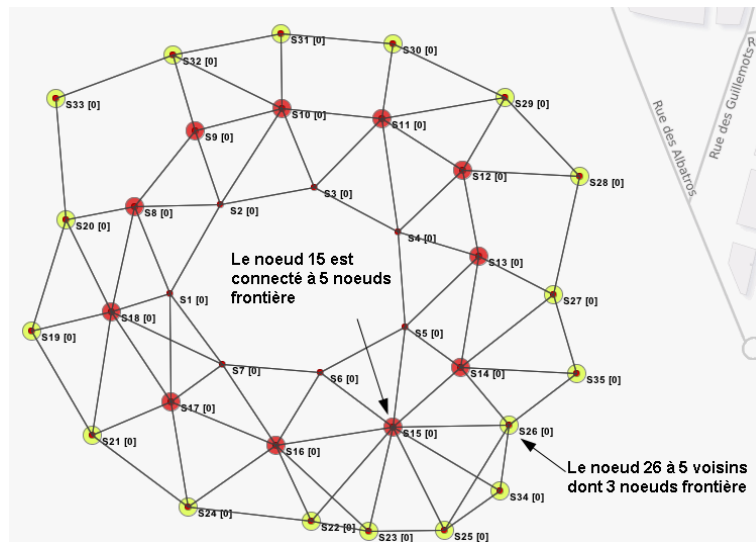 S31 [0]
S30 [0]
S32 [0]
S33 [0]
S29 [0]
S10 [0]
S11 [0]
S9 [0]
S12 [0]
S28 [0]
S3 [0]
S2 [0]
S8 [0]
S20 [0]
S4 [0]
S13 [0]
Le noeud 15 est
connecté à 5 noeuds
frontière
S1 [0]
S27 [0]
S18 [0]
S19 [0]
S5 [0]
S7 [0]
S6 [0]
S14 [0]
S35 [0]
S17 [0]
S15 [0]
S26 [0]
S21 [0]
S16 [0]
Le noeud 26 à 5 voisins
dont 3 noeuds frontière
S34 [0]
S24 [0]
S22 [0]
S23 [0]
S25 [0]
Rue des Albatros
Rue des Guillemots